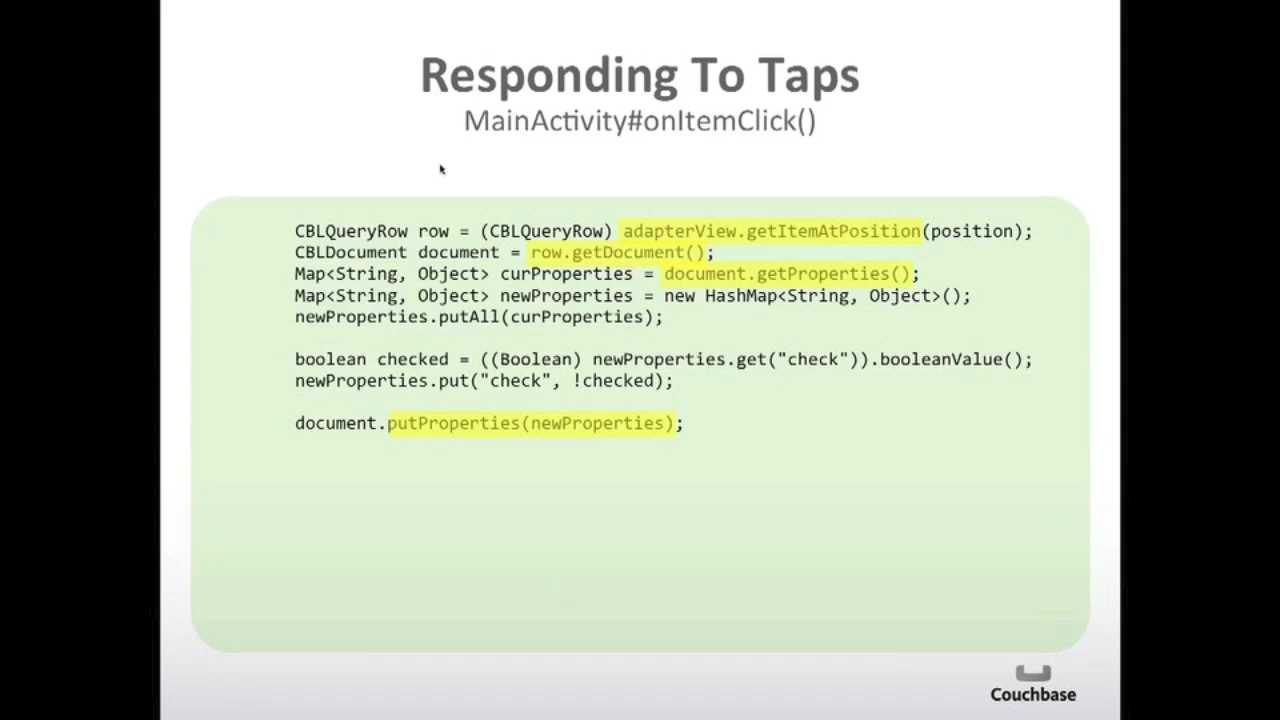 Responding To Taps
MainActivity#onItemClick()
CBLQueryRow row = (CBLQueryRow) adapterView.getItemAtPosition(position);
CBLDocument document = row.getDocument();
Map<String, Object> curProperties = document.getProperties();
Map<String, Object> newProperties = new HashMap<String, Object>();
newProperties.putAll(curProperties);
boolean checked = ((Boolean) newProperties.get("check")).booleanValue();
newProperties.put("check", !checked);
document.putProperties(newProperties);
Couchbase